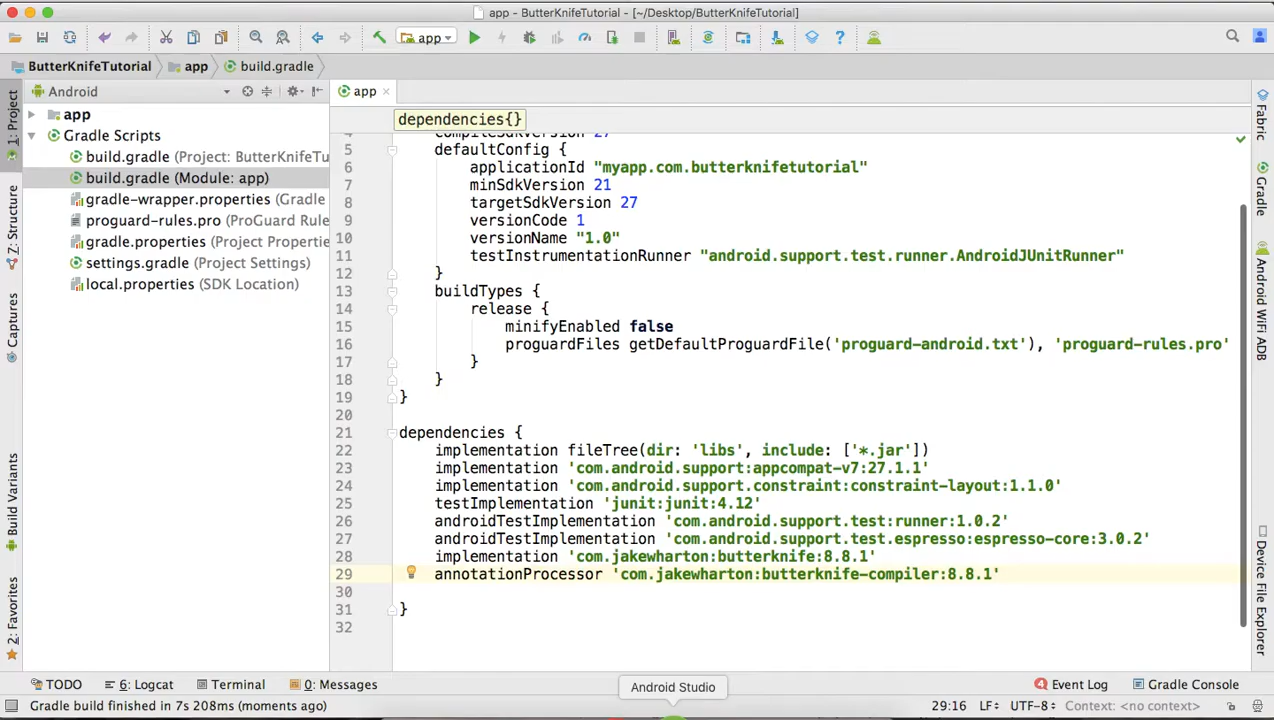 app - ButterKnifeTutorial - [~/Desktop/ButterKnifeTutorial]
app
ButterKnifeTutorial
app
build.gradle
1: Project
Z: Structure
Captures
Build Variants
2: Favorites
Android
app
Gradle Scripts
build.gradle (Project: ButterKnifeTu
build.gradle (Module: app)
gradle-wrapper.properties (Gradle
proguard-rules.pro (ProGuard Rule
gradle.properties (Project Propertie
settings.gradle (Project Settings)
local.properties (SDK Location)
app
dependencies{}
4 compileSdkVersion 27
5 defaultConfig {
6 applicationId "myapp.com.butterknifetutorial"
7 minSdkVersion 21
8 targetSdkVersion 27
9 versionCode 1
10 versionName "1.0"
11 testInstrumentationRunner "android.support.test.runner.AndroidJUnitRunner"
12 }
13 buildTypes {
14 release {
15 minifyEnabled false
16 proguardFiles getDefaultProguardFile('proguard-android.txt'), 'proguard-rules.pro'
17 }
18 }
19 }
20
21 dependencies {
22 implementation fileTree(dir: 'libs', include: ['*.jar'])
23 implementation 'com.android.support:appcompat-v7:27.1.1'
24 implementation 'com.android.support.constraint:constraint-layout:1.1.0'
25 testImplementation 'junit:junit:4.12'
26 androidTestImplementation 'com.android.support.test:runner:1.0.2'
27 androidTestImplementation 'com.android.support.test.espresso:espresso-core:3.0.2'
28 implementation 'com.jakewharton:butterknife:8.8.1'
29 annotationProcessor 'com.jakewharton:butterknife-compiler:8.8.1'
30
31 }
32
Fabric
Gradle
Android WiFi ADB
Device File Explorer
TODO
6: Logcat
Terminal
0: Messages
Android Studio
4 Event Log
Gradle Console
Gradle build finished in 7s 208ms (moments ago)
29:16
LF
UTF-8
Context: <no context>